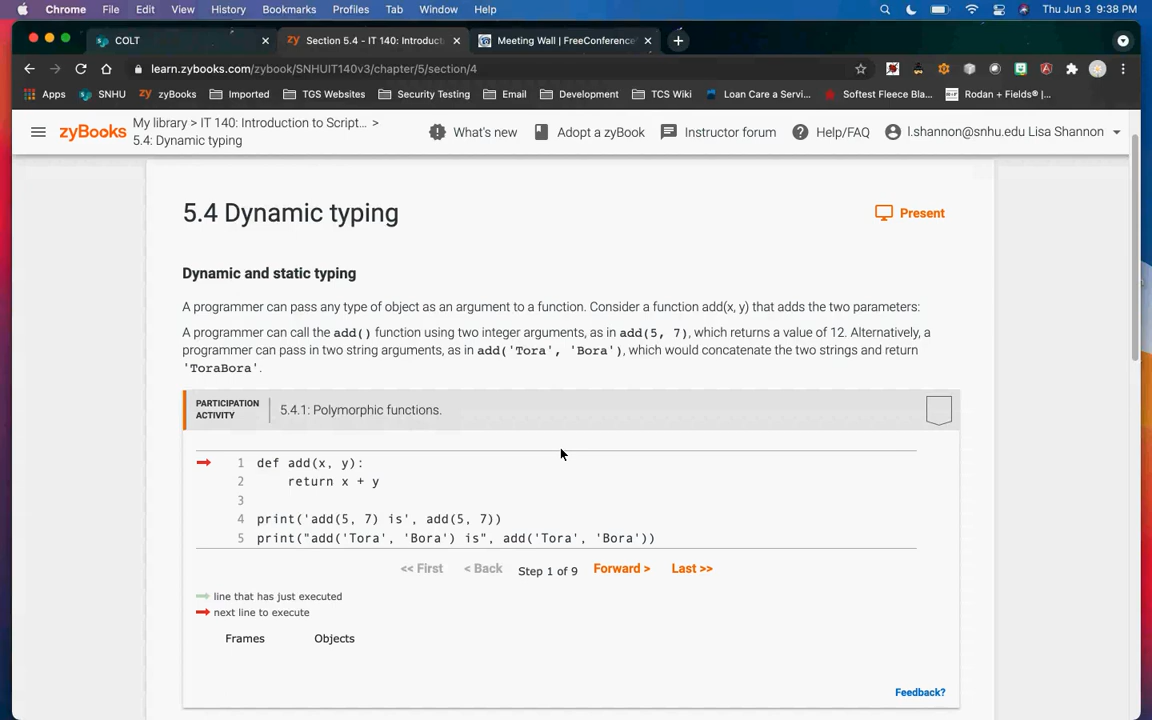 Chrome File Edit View History Bookmarks Profiles Tab Window Help Thu Jun 3 9:38 PM
COLT
Section 5.4 - IT 140: Introduct
Meeting Wall | FreeConference
learn.zybooks.com/zybook/SNHUIT140v3/chapter/5/section/4
Apps SNHU zyBooks Imported TGS Websites Security Testing Email Development TCS Wiki Loan Care a Servi... Softest Fleece Bla... Rodan + Fields® |...
zyBooks
My library > IT 140: Introduction to Script... >
5.4: Dynamic typing
What's new Adopt a zyBook Instructor forum Help/FAQ l.shannon@snhu.edu Lisa Shannon
5.4 Dynamic typing
Present
Dynamic and static typing
A programmer can pass any type of object as an argument to a function. Consider a function add(x, y) that adds the two parameters:
A programmer can call the add() function using two integer arguments, as in add(5, 7), which returns a value of 12. Alternatively, a
programmer can pass in two string arguments, as in add('Tora', 'Bora'), which would concatenate the two strings and return
'ToraBora'.
PARTICIPATION
ACTIVITY
5.4.1: Polymorphic functions.
1 def add(x, y):
2 return x + y
3
4 print('add(5, 7) is', add(5, 7))
5 print("add('Tora', 'Bora') is", add('Tora', 'Bora'))
<< First < Back Step 1 of 9 Forward > Last >>
line that has just executed
next line to execute
Frames Objects
Feedback?